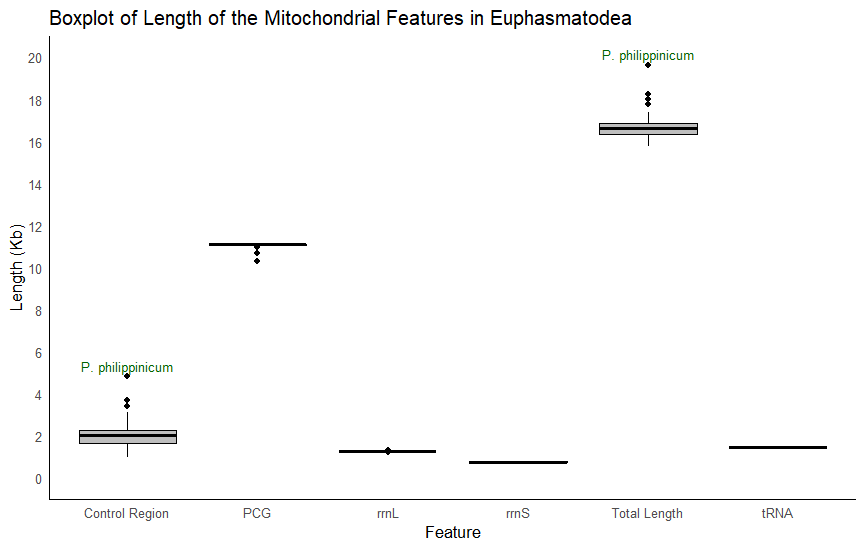 Boxplot of Length of the Mitochondrial Features in Euphasmatodea
Length (Kb)
20
18
16
14
12
10
8
6
4
2
0
P. philippinicum
P. philippinicum
Control Region
PCG
rrnL
rrnS
Total Length
tRNA
Feature